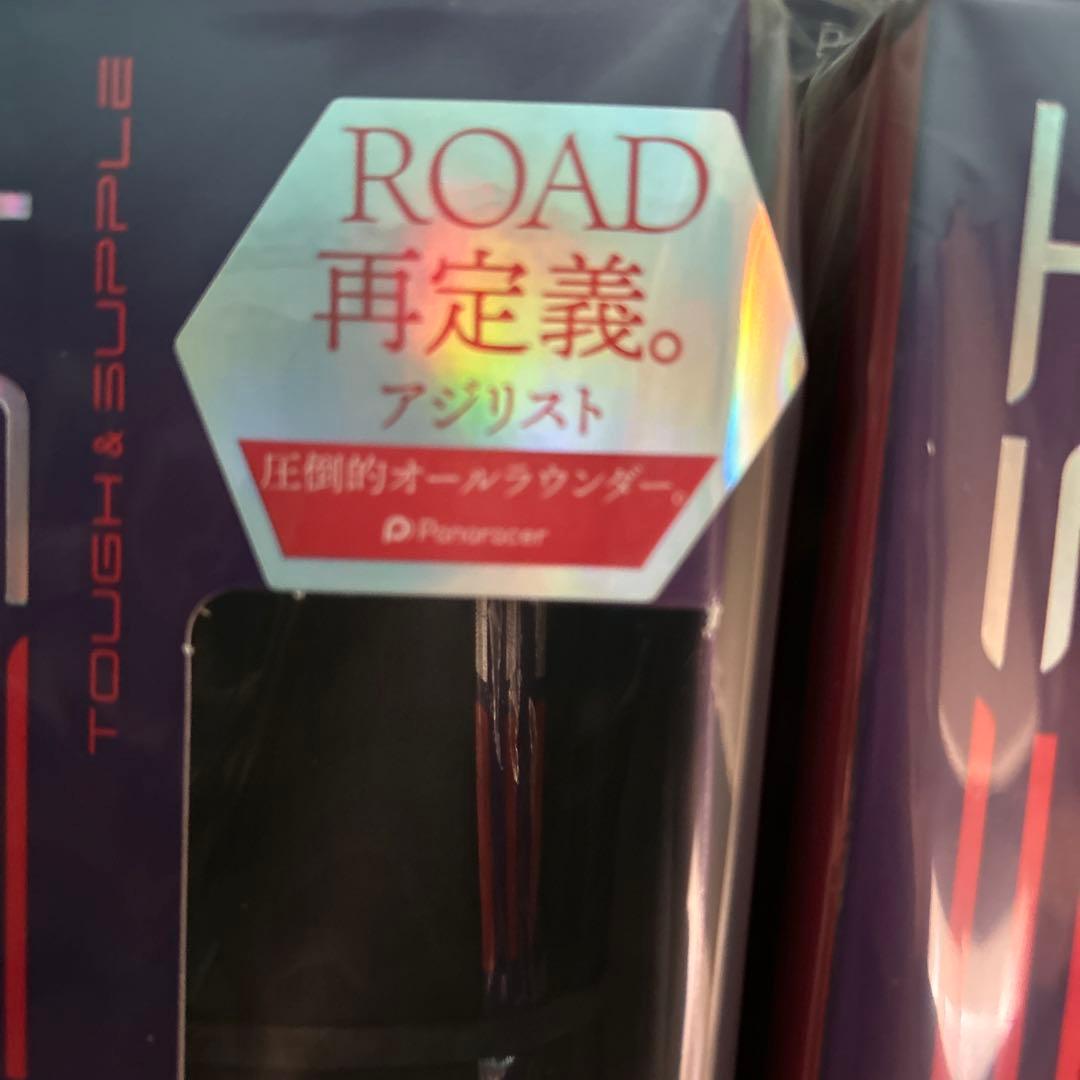 TOUGH & SUPPLE
ROAD
再定義。
アジリスト
圧倒的オールラウンダー。
Panaracer